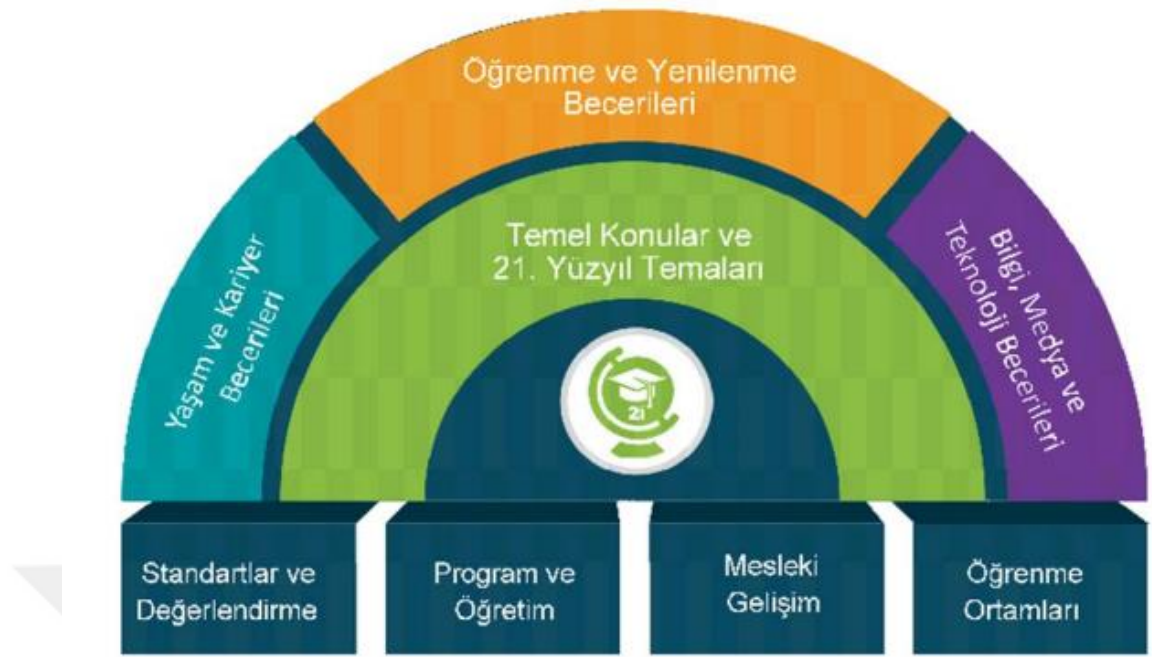 Öğrenme ve Yenilenme
Becerileri
Temel Konular ve
21. Yüzyıl Temaları
Yaşam ve Kariyer
Becerileri
Bilgi, Medya ve
Teknoloji Becerileri
21
Standartlar ve
Değerlendirme
Program ve
Öğretim
Mesleki
Gelişim
Öğrenme
Ortamları